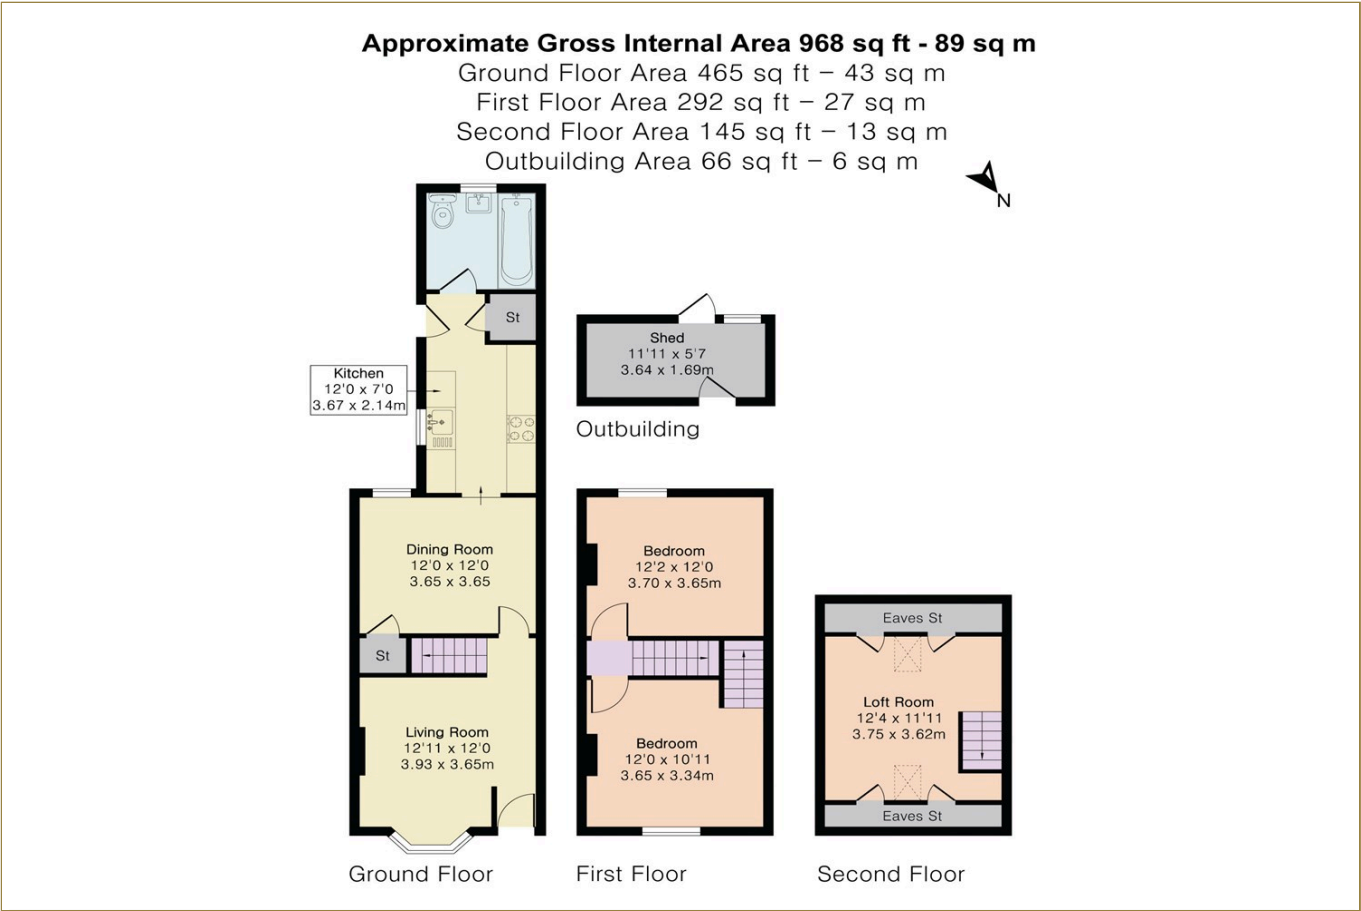 Approximate Gross Internal Area 968 sq ft - 89 sq m
Ground Floor Area 465 sq ft – 43 sq m
First Floor Area 292 sq ft – 27 sq m
Second Floor Area 145 sq ft – 13 sq m
Outbuilding Area 66 sq ft – 6 sq m
N
St
Kitchen
12'0 x 7'0
3.67 x 2.14m
Shed
11'11 x 5'7
3.64 x 1.69m
Outbuilding
Dining Room
12'0 x 12'0
3.65 x 3.65
St
Living Room
12'11 x 12'0
3.93 x 3.65m
Ground Floor
Bedroom
12'2 x 12'0
3.70 x 3.65m
Bedroom
12'0 x 10'11
3.65 x 3.34m
First Floor
Eaves St
Loft Room
12'4 x 11'11
3.75 x 3.62m
Eaves St
Second Floor